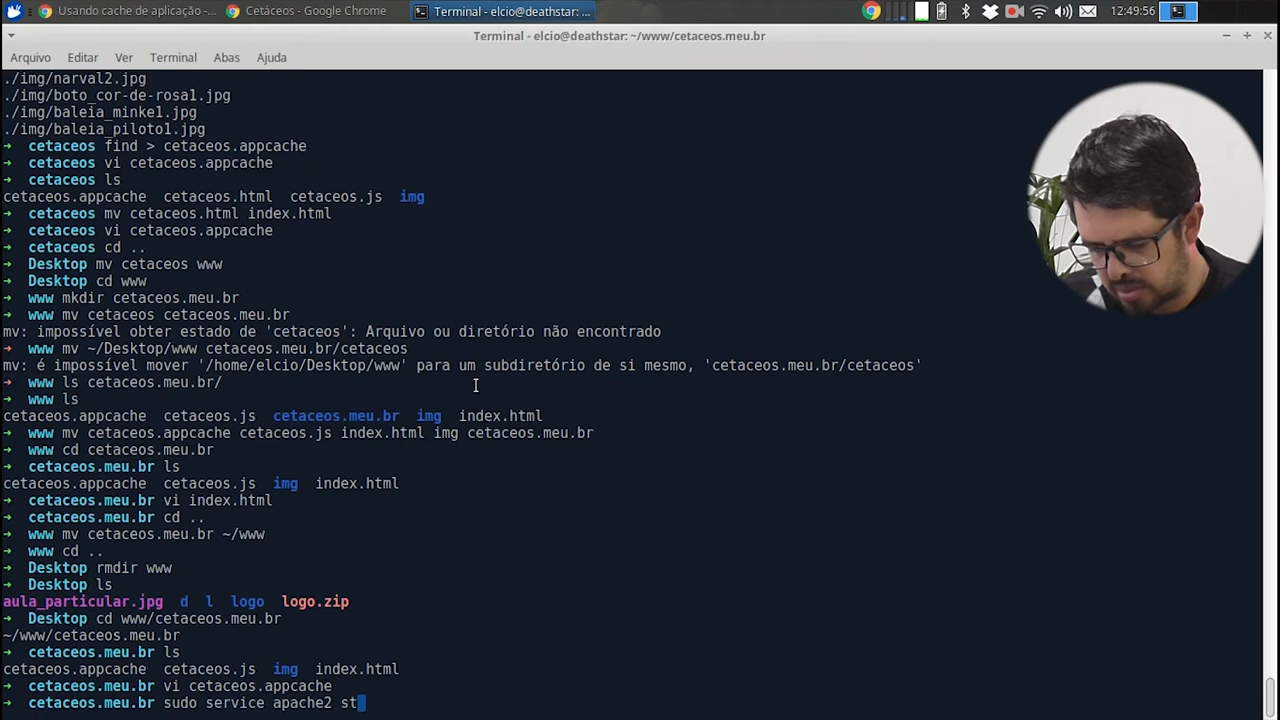 Usando cache de aplicação -... Cetáceos - Google Chrome Terminal - elcio@deathstar: ... 12:49:56
Terminal - elcio@deathstar: ~/www/cetaceos.meu.br
Arquivo Editar Ver Terminal Abas Ajuda
./img/narval2.jpg
./img/boto_cor-de-rosa1.jpg
./img/baleia_minke1.jpg
./img/baleia_piloto1.jpg
➜ cetaceos find > cetaceos.appcache
➜ cetaceos vi cetaceos.appcache
➜ cetaceos ls
cetaceos.appcache cetaceos.html cetaceos.js img
➜ cetaceos mv cetaceos.html index.html
➜ cetaceos vi cetaceos.appcache
➜ cetaceos cd ..
➜ Desktop mv cetaceos www
➜ Desktop cd www
➜ www mkdir cetaceos.meu.br
➜ www mv cetaceos cetaceos.meu.br
mv: impossível obter estado de 'cetaceos': Arquivo ou diretório não encontrado
➜ www mv ~/Desktop/www cetaceos.meu.br/cetaceos
mv: é impossível mover '/home/elcio/Desktop/www' para um subdiretório de si mesmo, 'cetaceos.meu.br/cetaceos'
➜ www ls cetaceos.meu.br/
➜ www ls
cetaceos.appcache cetaceos.js cetaceos.meu.br img index.html
➜ www mv cetaceos.appcache cetaceos.js index.html img cetaceos.meu.br
➜ www cd cetaceos.meu.br
➜ cetaceos.meu.br ls
cetaceos.appcache cetaceos.js img index.html
➜ cetaceos.meu.br vi index.html
➜ cetaceos.meu.br cd ..
➜ www mv cetaceos.meu.br ~/www
➜ www cd ..
➜ Desktop rmdir www
➜ Desktop ls
aula_particular.jpg d l logo logo.zip
➜ Desktop cd www/cetaceos.meu.br
~/www/cetaceos.meu.br
➜ cetaceos.meu.br ls
cetaceos.appcache cetaceos.js img index.html
➜ cetaceos.meu.br vi cetaceos.appcache
➜ cetaceos.meu.br sudo service apache2 st